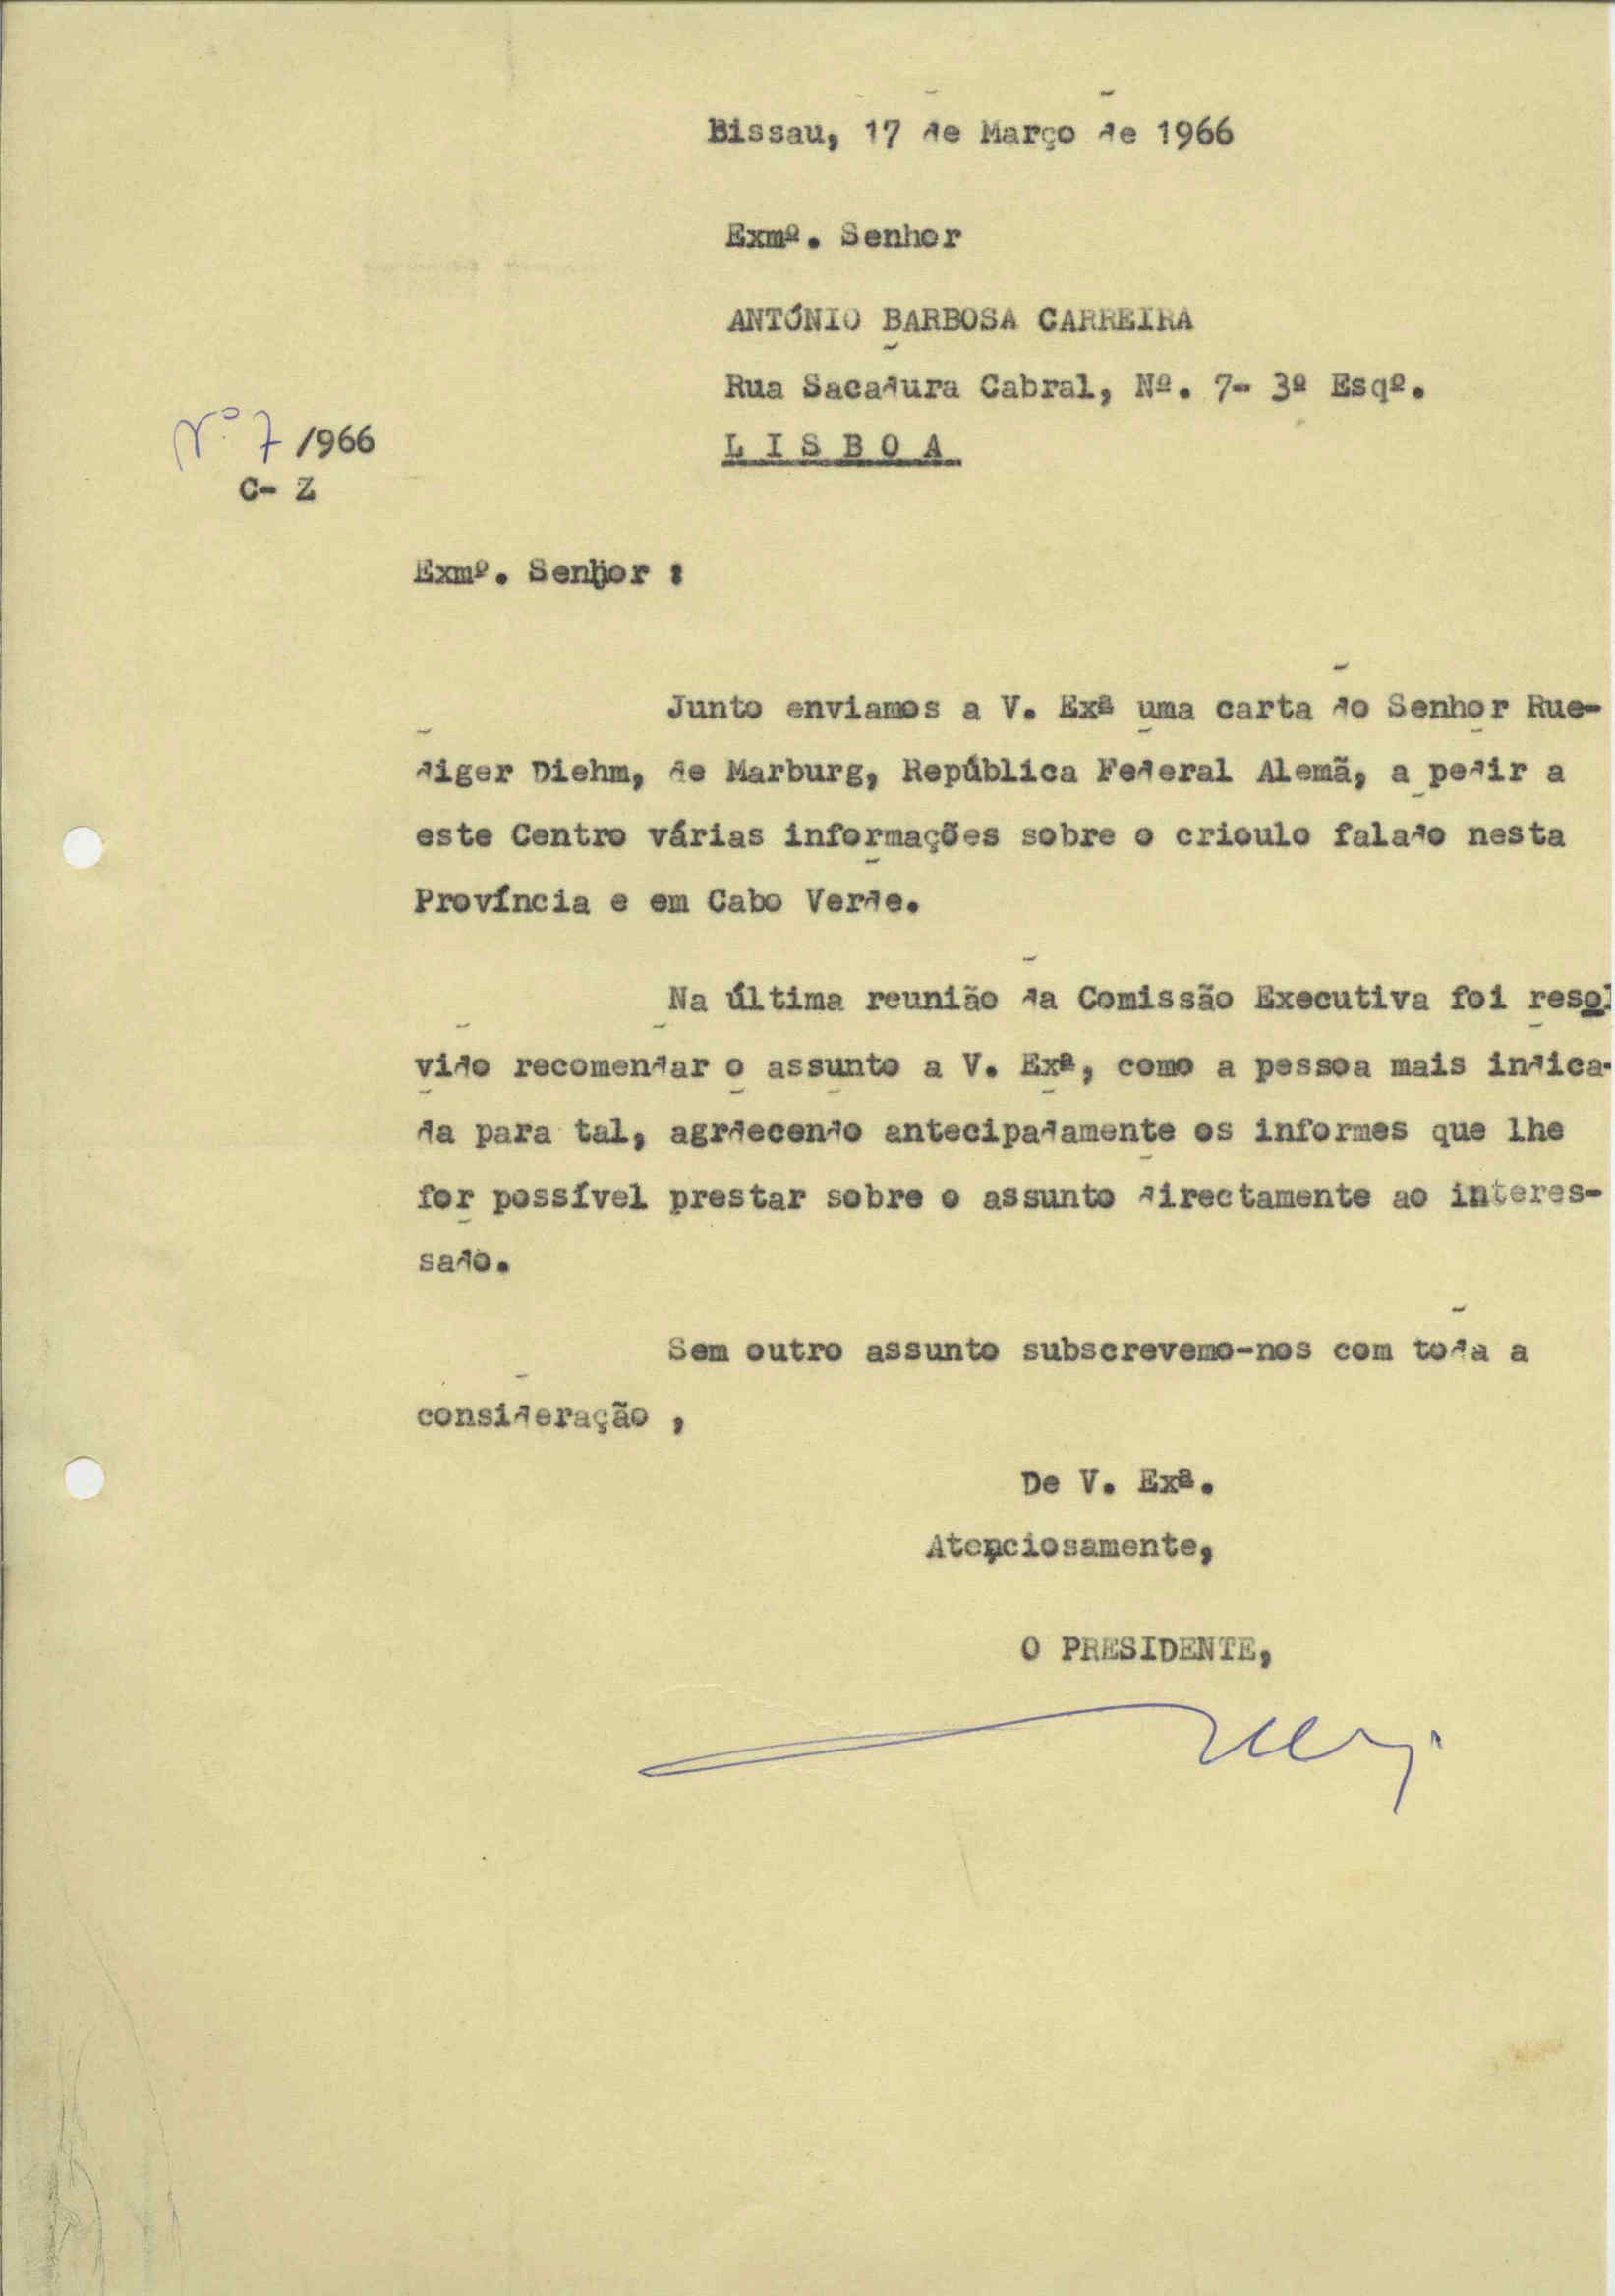 Bissau, 17 de Março de 1966
Exmº. Senhor
ANTÓNIO BARBOSA CARREIRA
Rua Sacadura Cabral, Nº. 7- 3º Esqº.
Nº 7 /966
L I S B O A
C- Z
Exmº. Senhor :
Junto enviamos a V. Exª uma carta do Senhor Rue-
diger Diehm, de Marburg, República Federal Alemã, a pedir a
este Centro várias informações sobre o crioulo falado nesta
Província e em Cabo Verde.
Na última reunião da Comissão Executiva foi resol
vido recomendar o assunto a V. Exª, como a pessoa mais indica-
da para tal, agrdecendo antecipadamente os informes que lhe
for possível prestar sobre o assunto directamente ao interes-
sado.
Sem outro assunto subscrevemo-nos com toda a
consideração ,
De V. Exª.
Atenciosamente,
O PRESIDENTE,